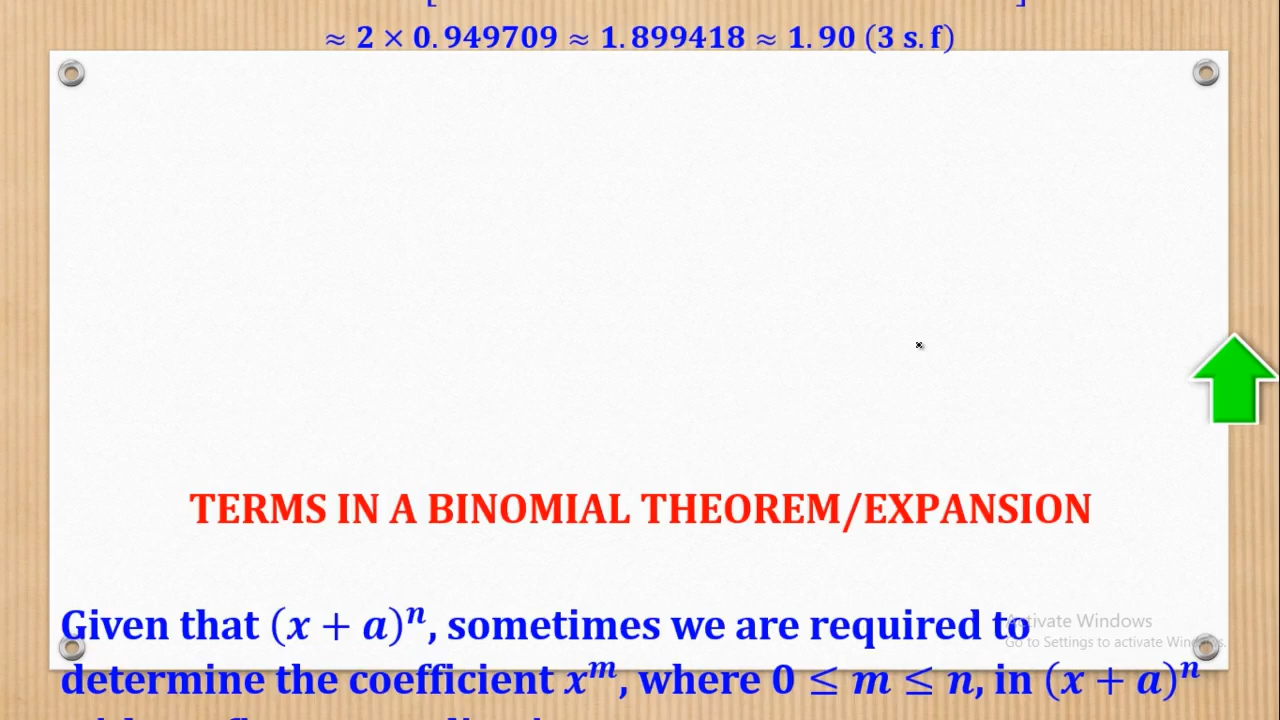 ≈ 2 × 0.949709 ≈ 1.899418 ≈ 1.90 (3 s.f)
TERMS IN A BINOMIAL THEOREM/EXPANSION
Given that (x + a)ⁿ, sometimes we are required to
determine the coefficient xᵐ, where 0 ≤ m ≤ n, in (x + a)ⁿ
Activate Windows
Go to Settings to activate Windows.